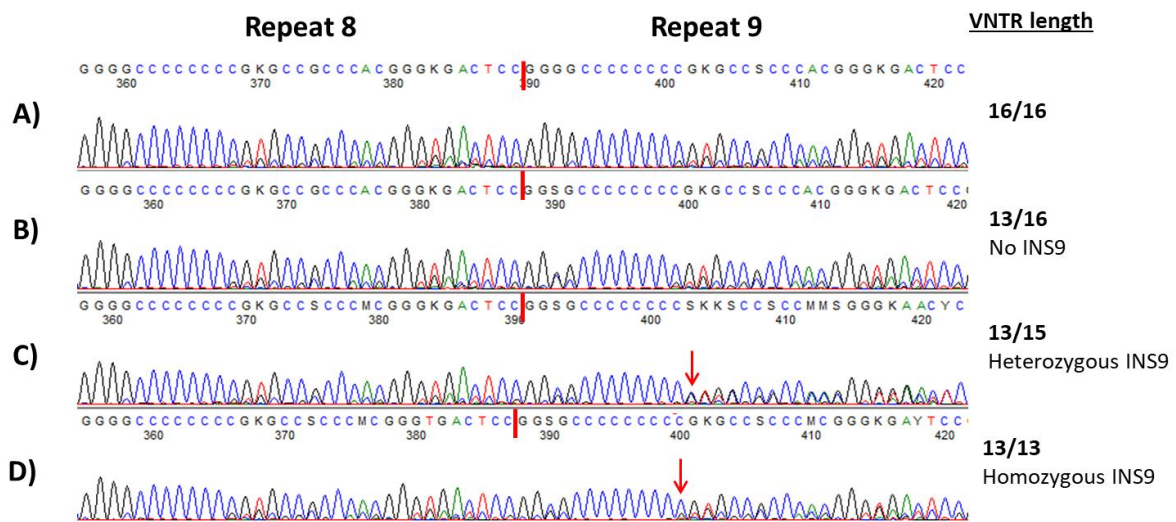 Repeat 8
Repeat 9
VNTR length
GGGGCCCCCCCCGKGCCGCCCACGGGKGACTCCGGGGCCCCCCCCGKGCCSCCCACGGGKGACTCC
360 370 380 390 400 410 420
A)
16/16
GGGGCCCCCCCCGKGCCGCCCACGGGKGACTCCGGSGCCCCCCCCGKGCCSCCCACGGGKGACTCC
360 370 380 390 400 410 420
B)
13/16
No INS9
GGGGCCCCCCCCGKGCCSCCCMCGGGKGACTCCGGSGCCCCCCCCSKKSCCSCCMMSGGGKAACYC
360 370 380 390 400 410 420
C)
13/15
Heterozygous INS9
GGGGCCCCCCCCGKGCCSCCCMCGGGTGACTCCGGSGCCCCCCCCCGKGCCSCCCMCGGGKGAYTCC
360 370 380 390 400 410 420
D)
13/13
Homozygous INS9